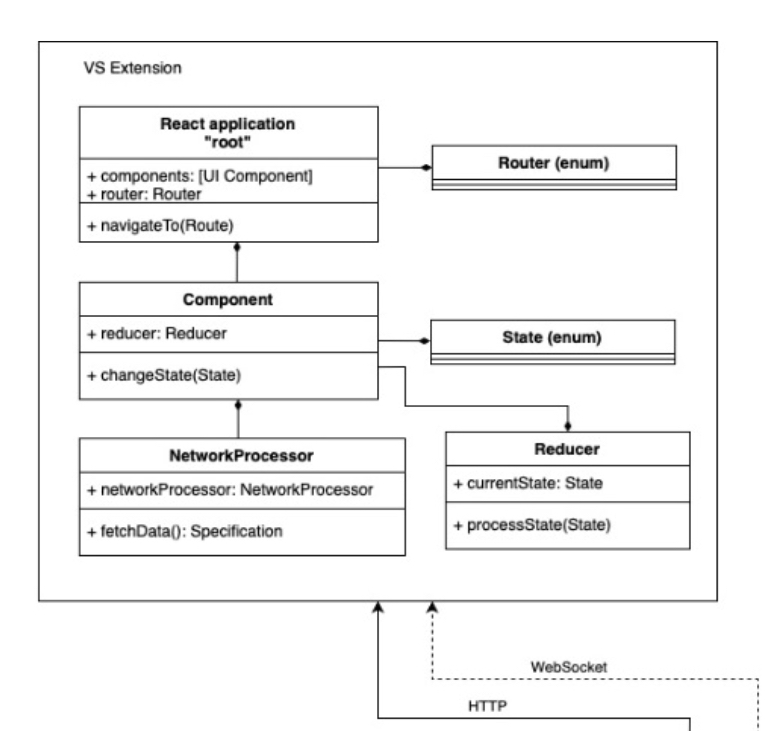 VS Extension
React application
"root"
+ components: [UI Component]
+ router: Router
+ navigateTo(Route)
Router (enum)
Component
+ reducer: Reducer
+ changeState(State)
State (enum)
NetworkProcessor
+ networkProcessor: NetworkProcessor
+ fetchData(): Specification
Reducer
+ currentState: State
+ processState(State)
WebSocket
HTTP